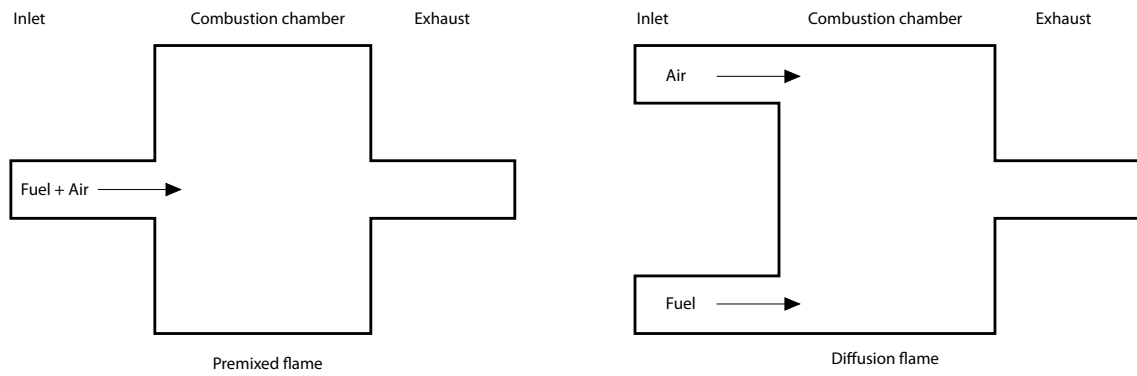 Inlet
Combustion chamber
Exhaust
Fuel + Air
Premixed flame
Inlet
Combustion chamber
Exhaust
Air
Fuel
Diffusion flame